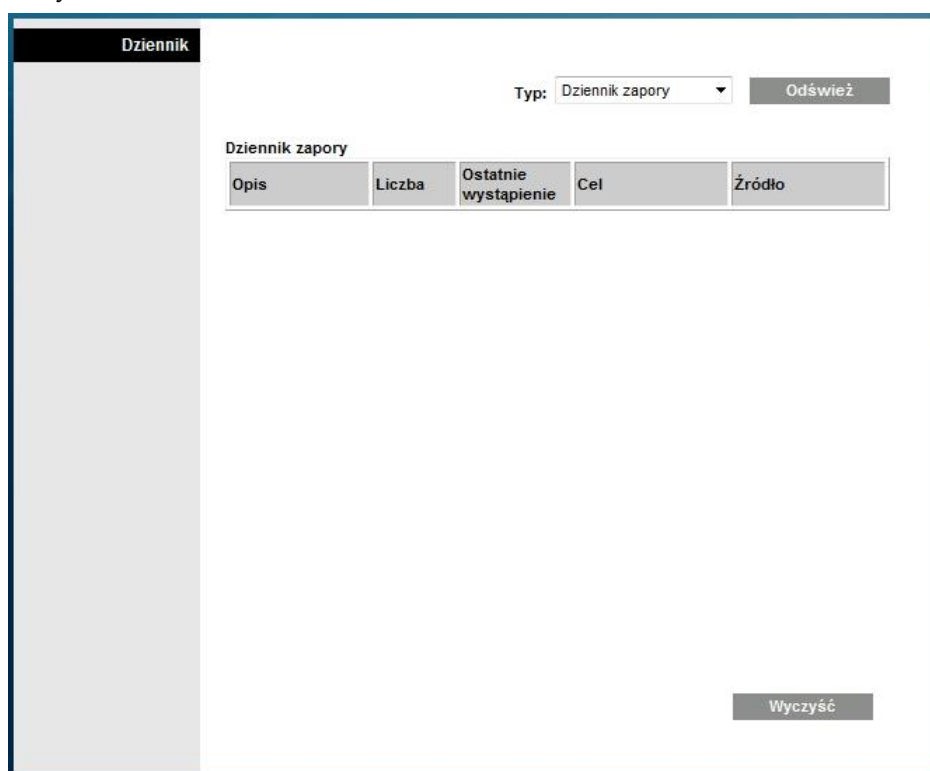 Dziennik
Typ: Dziennik zapory Odśwież
Dziennik zapory
Opis Liczba Ostatnie wystąpienie Cel Źródło
Wyczyść